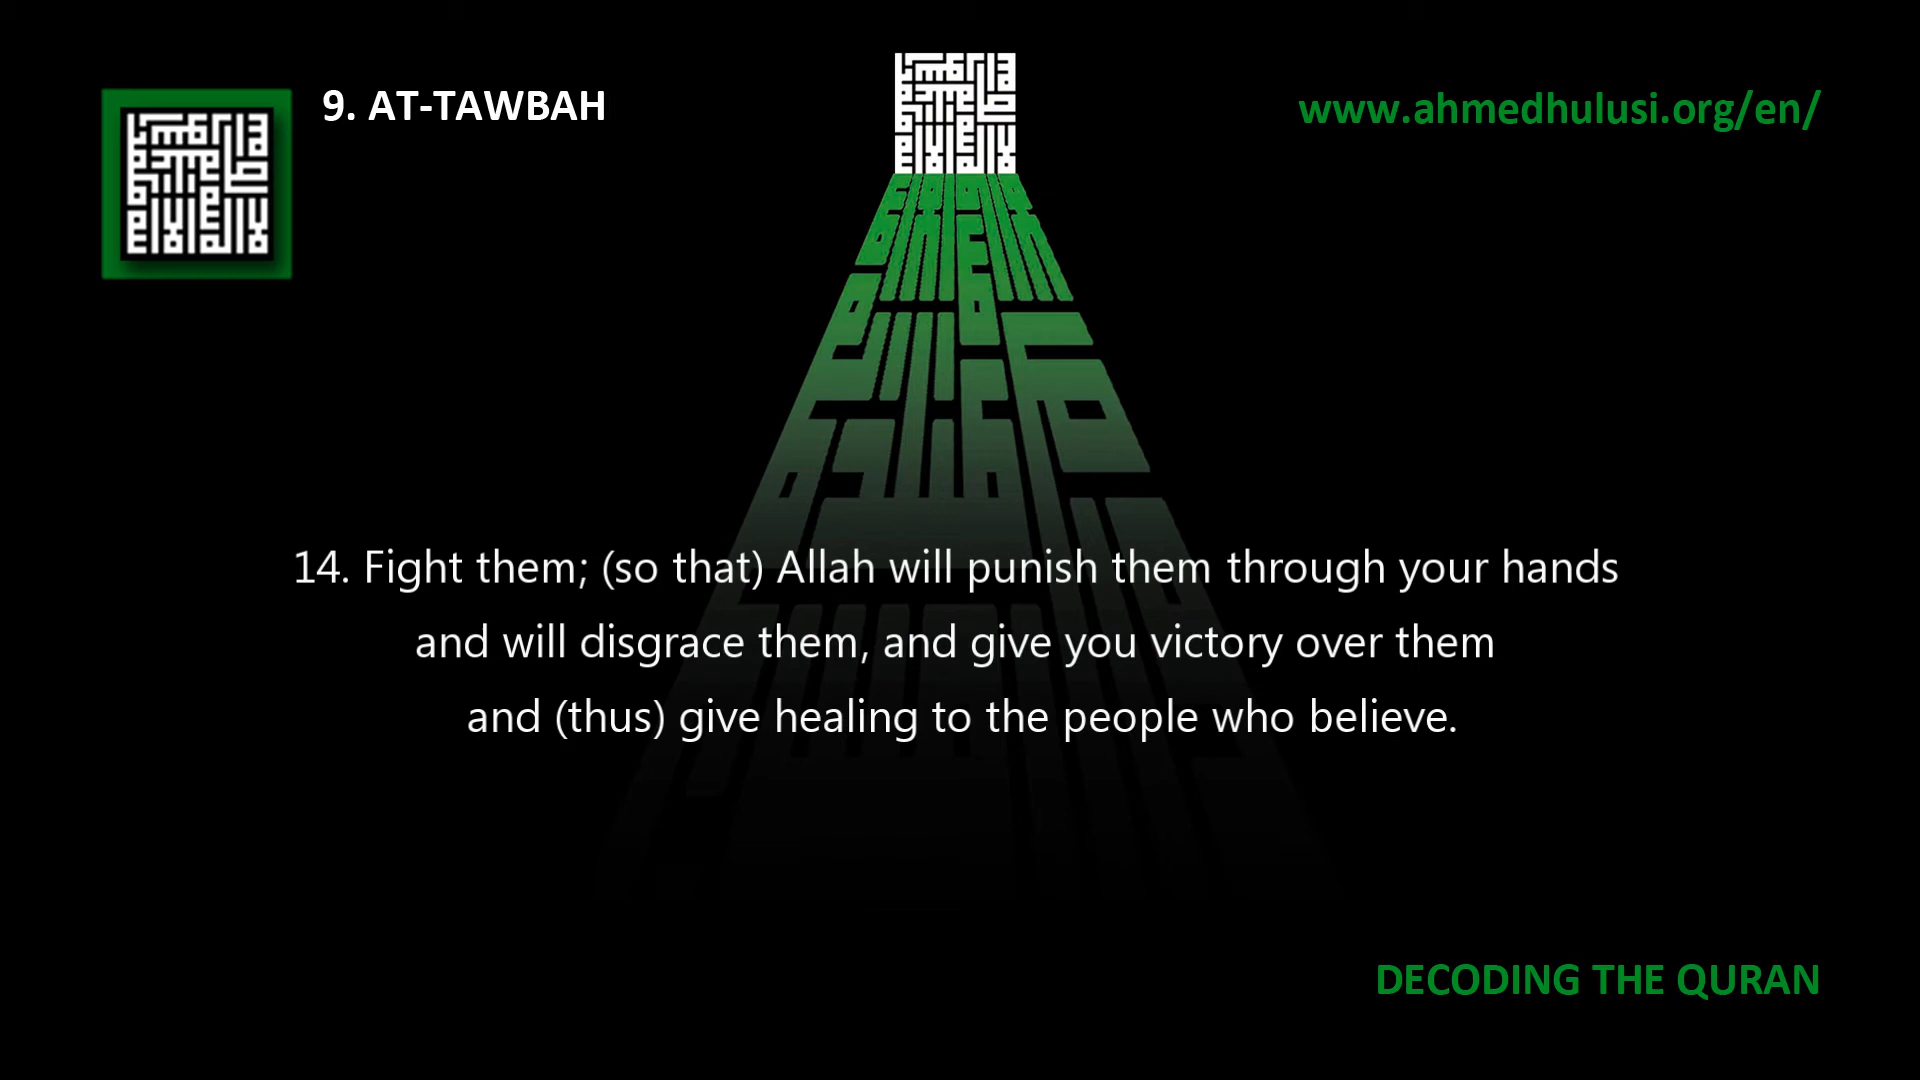 9. AT-TAWBAH
www.ahmedhulusi.org/en/
14. Fight them; (so that) Allah will punish them through your hands
and will disgrace them, and give you victory over them
and (thus) give healing to the people who believe.
DECODING THE QURAN